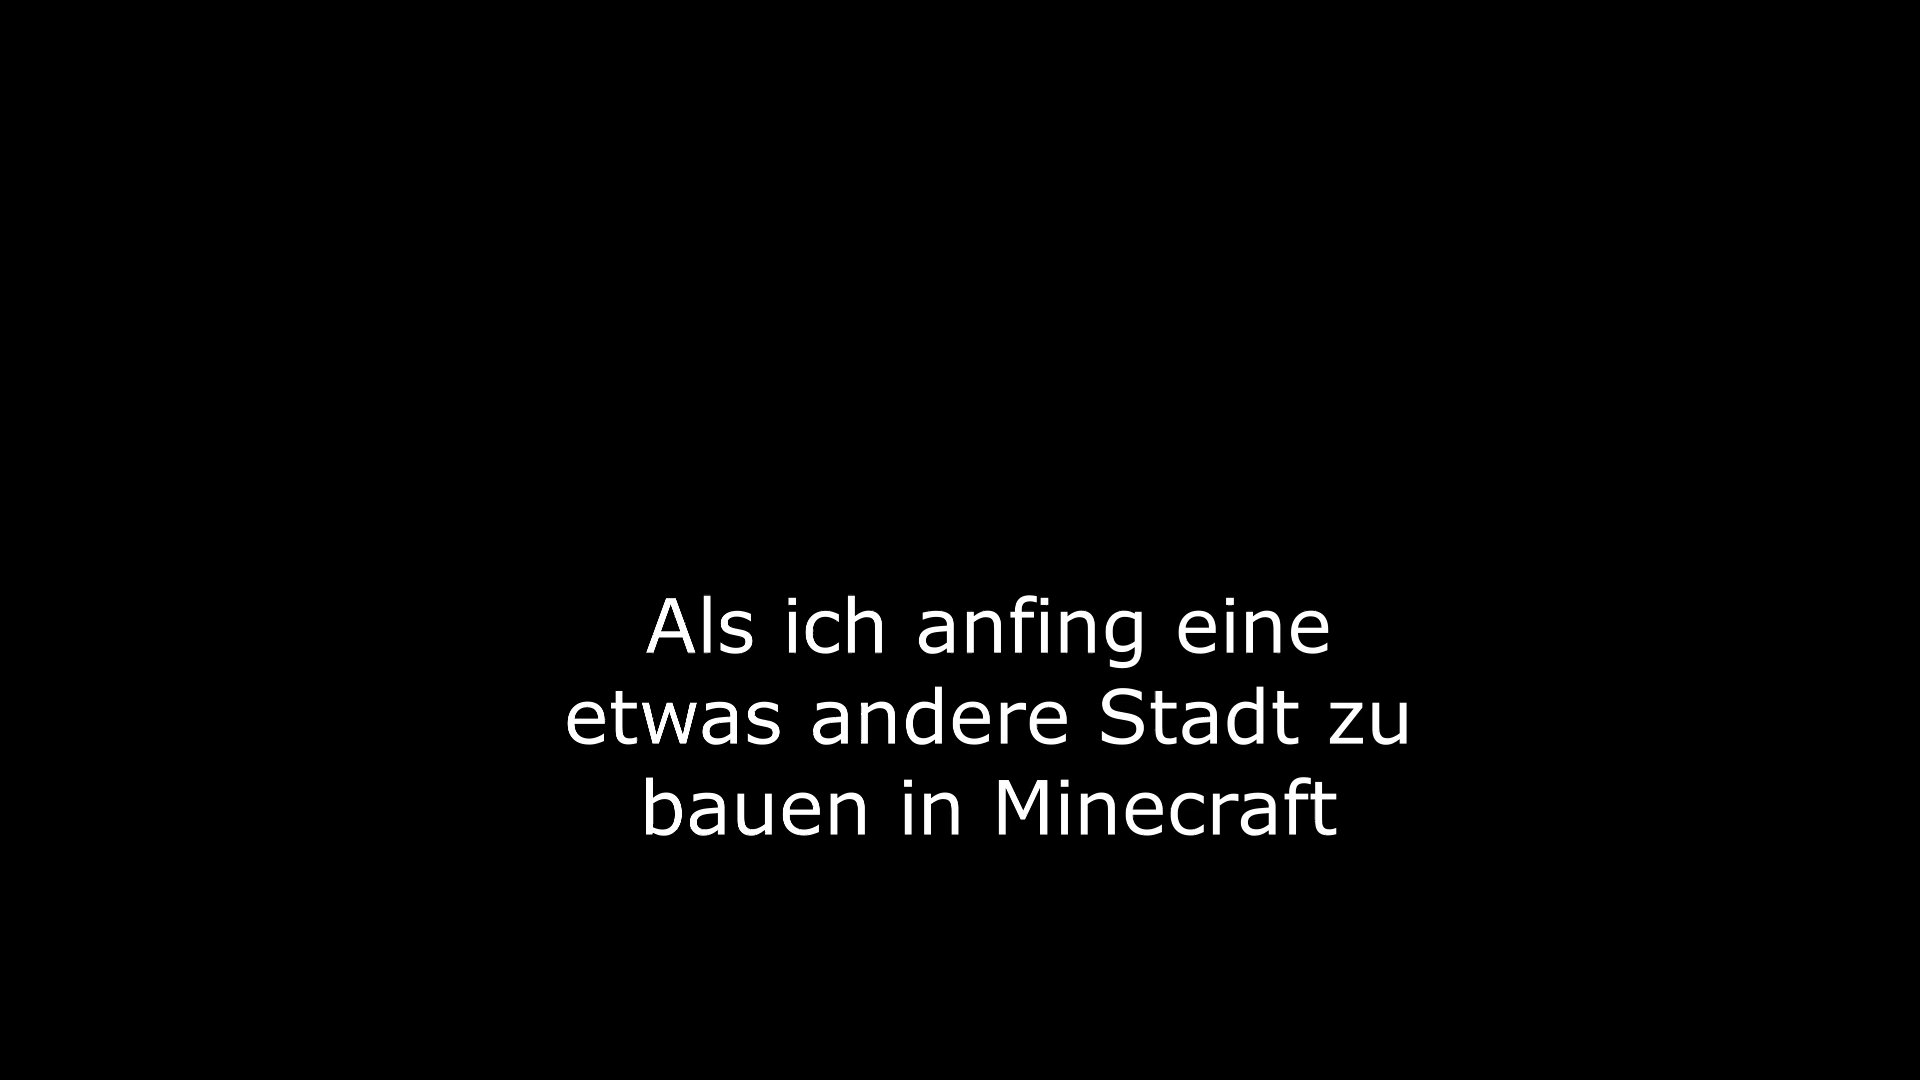 Als ich anfing eine
etwas andere Stadt zu
bauen in Minecraft